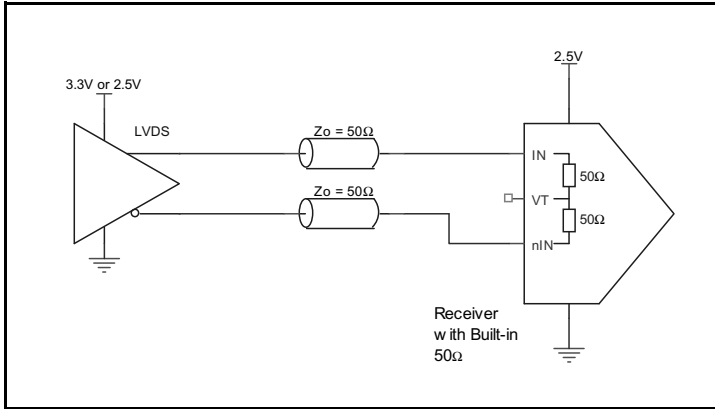 2.5V
3.3V or 2.5V
LVDS
Zo = 50Ω
IN
50Ω
Zo = 50Ω
VT
50Ω
nIN
Receiver
with Built-in
50Ω